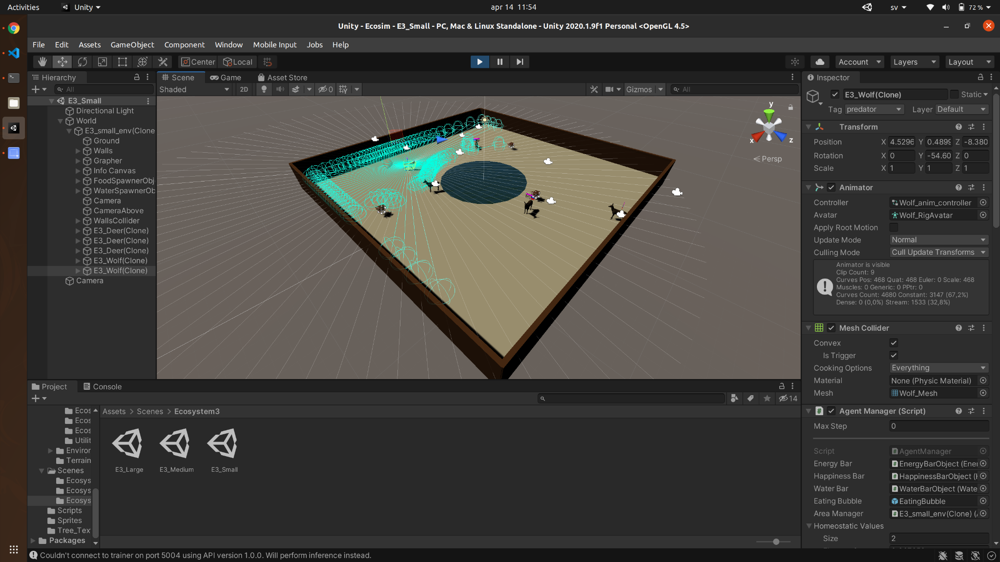 Activities
Unity
apr 14 11:54
sv
72 %
Unity - Ecosim - E3_Small - PC, Mac & Linux Standalone - Unity 2020.1.9f1 Personal <OpenGL 4.5>
File Edit Assets GameObject Component Window Mobile Input Jobs Help
Center Local
Account Layers Layout
Hierarchy
All
E3_Small
Directional Light
World
E3_small_env(Clone
Ground
Walls
Grapher
Info Canvas
FoodSpawnerObj
WaterSpawnerOb
Camera
CameraAbove
WallsCollider
E3_Deer(Clone)
E3_Deer(Clone)
E3_Deer(Clone)
E3_Wolf(Clone)
E3_Wolf(Clone)
Camera
Scene Game Asset Store
Shaded 2D 0 Gizmos All
y
x z
Persp
Inspector
E3_Wolf(Clone) Static
Tag predator Layer Default
Transform
Position X 4.5296 Y 0.4899 Z -8.380
Rotation X 0 Y -54.60 Z 0
Scale X 1 Y 1 Z 1
Animator
Controller Wolf_anim_controller
Avatar Wolf_RigAvatar
Apply Root Motion
Update Mode Normal
Culling Mode Cull Update Transforms
Animator is visible
Clip Count: 9
Curves Pos: 468 Quat: 468 Euler: 0 Scale: 468
Muscles: 0 Generic: 0 PPtr: 0
Curves Count: 4680 Constant: 3147 (67,2%)
Dense: 0 (0,0%) Stream: 1533 (32,8%)
Mesh Collider
Convex
Is Trigger
Cooking Options Everything
Material None (Physic Material)
Mesh Wolf_Mesh
Agent Manager (Script)
Max Step 0
Script AgentManager
Energy Bar EnergyBarObject (Ener
Happiness Bar HappinessBarObject (H
Water Bar WaterBarObject (Wate
Eating Bubble EatingBubble
Area Manager E3_small_env(Clone) (
Homeostatic Values
Size 2
Project Console
14
Ecos
Ecos
Ecos
Utilit
Enviror
Terrain
Scenes
Ecosys
Ecosys
Ecosys
Scripts
Sprites
Tree_Tex
Packages
Assets > Scenes > Ecosystem3
E3_Large E3_Medium E3_Small
Couldn't connect to trainer on port 5004 using API version 1.0.0. Will perform inference instead.